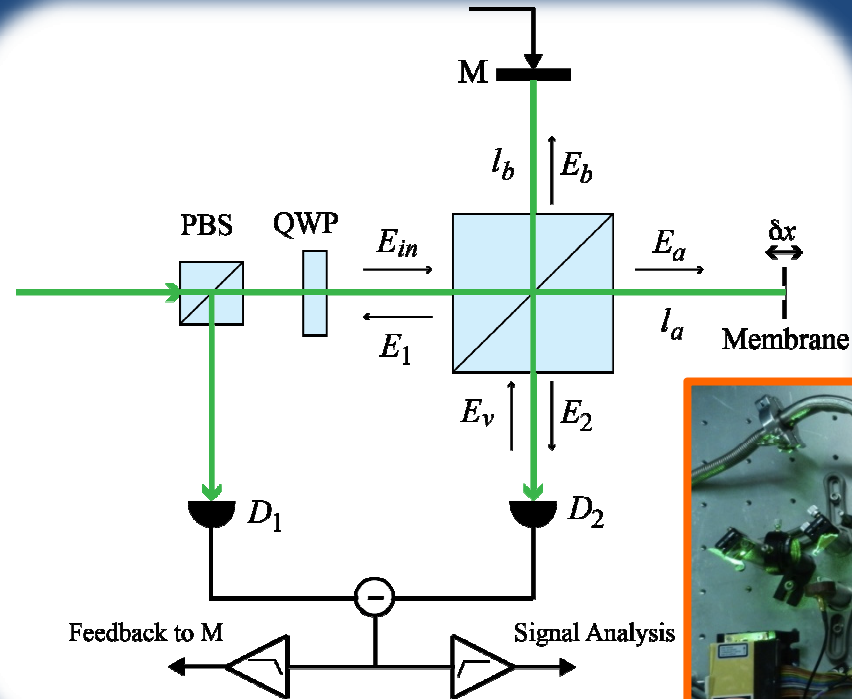 M
l_b
E_b
PBS
QWP
E_in
E_a
δx
E_1
l_a
Membrane
E_v
E_2
D_1
D_2
−
Feedback to M
Signal Analysis